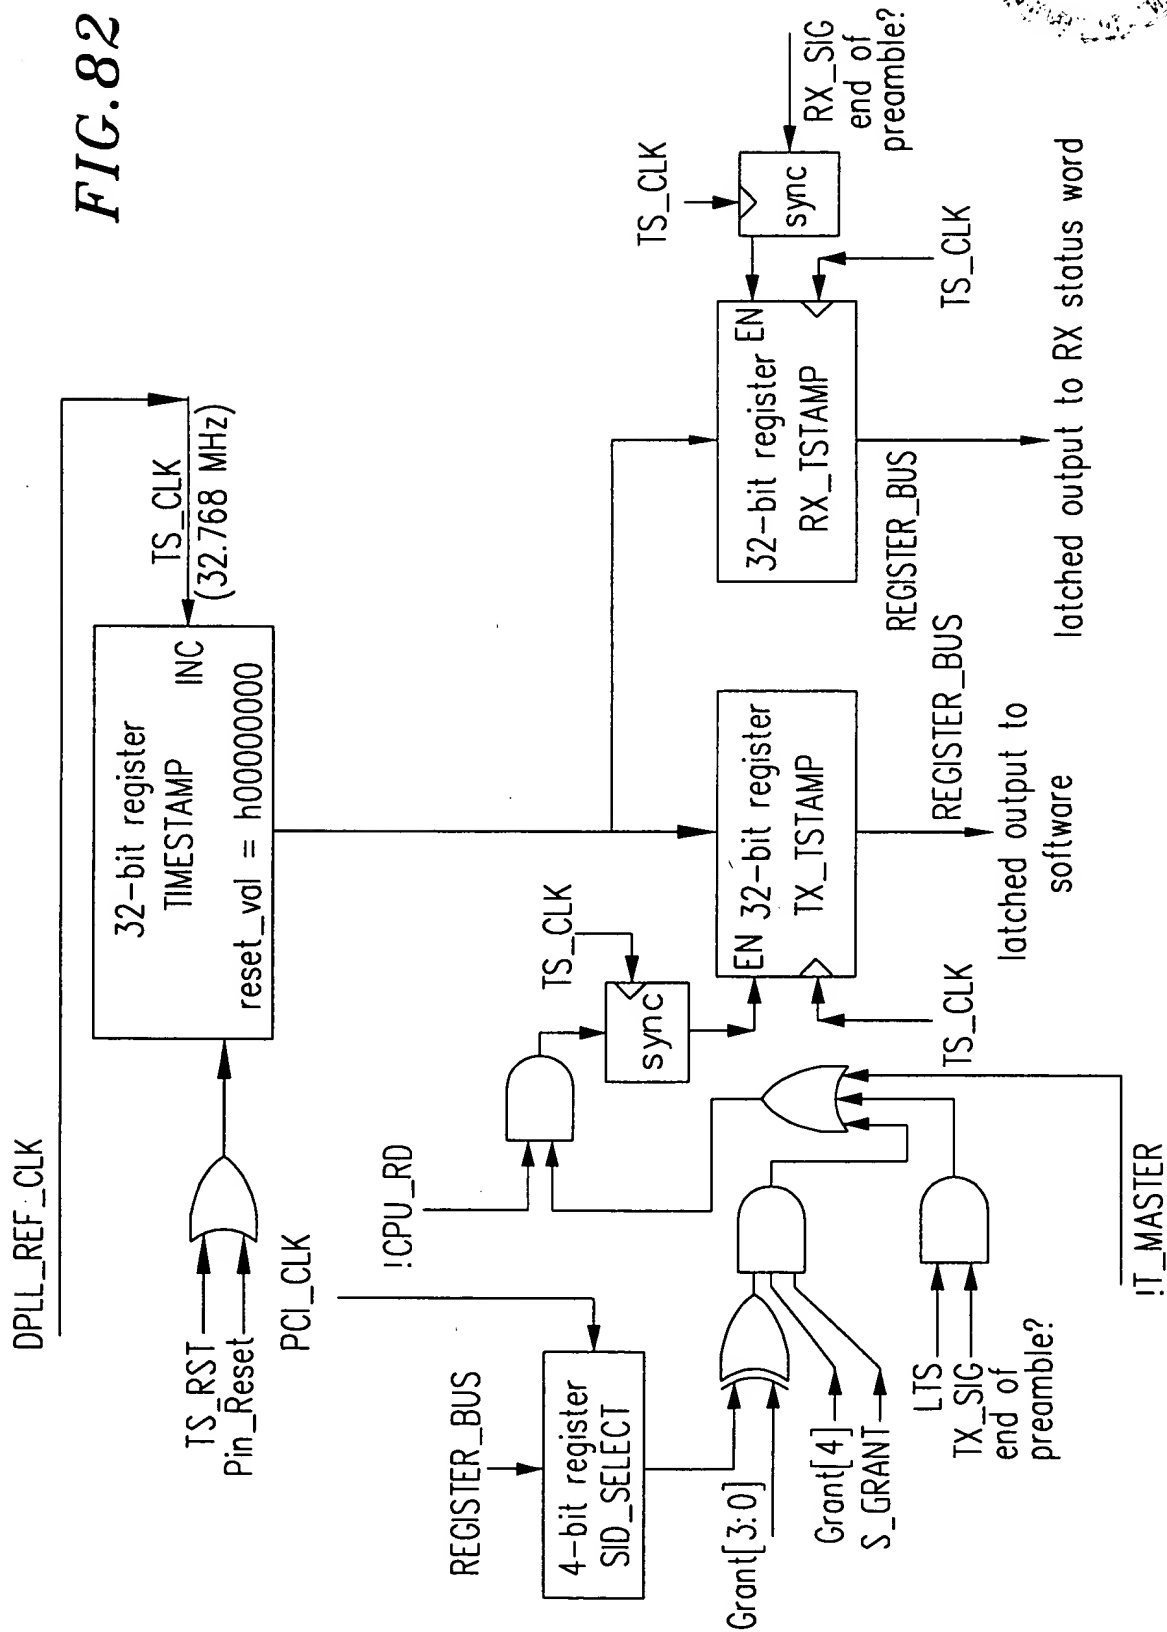 FIG.82
DPLL_REF_CLK
TS_RST
Pin_Reset
32-bit register
TIMESTAMP
INC
reset_val = h00000000
TS_CLK
(32.768 MHz)
PCI_CLK
!CPU_RD
REGISTER_BUS
4-bit register
SID_SELECT
Grant[3:0]
Grant[4]
S_GRANT
LTS
TX_SIG
end of
preamble?
!T_MASTER
TS_CLK
sync
EN 32-bit register
TX_TSTAMP
TS_CLK
REGISTER_BUS
latched output to
software
32-bit register EN
RX_TSTAMP
REGISTER_BUS
TS_CLK
sync
RX_SIG
end of
preamble?
TS_CLK
latched output to RX status word